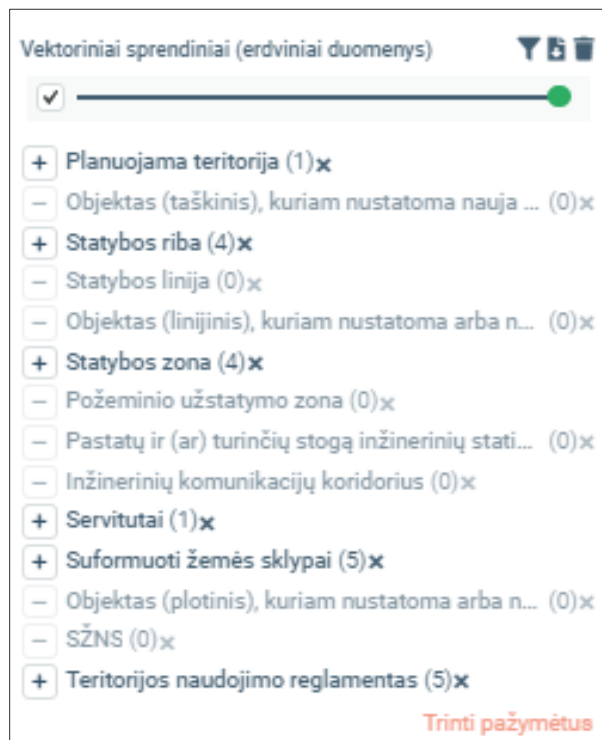 Vektoriniai sprendiniai (erdviniai duomenys)
Planuojama teritorija (1)
Objektas (taškinis), kuriam nustatoma nauja ... (0)
Statybos riba (4)
Statybos linija (0)
Objektas (linijinis), kuriam nustatoma arba n... (0)
Statybos zona (4)
Požeminio užstatymo zona (0)
Pastatų ir (ar) turinčių stogą inžinerinių stati... (0)
Inžinerinių komunikacijų koridorius (0)
Servitutai (1)
Suformuoti žemės sklypai (5)
Objektas (plotinis), kuriam nustatoma arba n... (0)
SŽNS (0)
Teritorijos naudojimo reglamentas (5)
Trinti pažymėtus